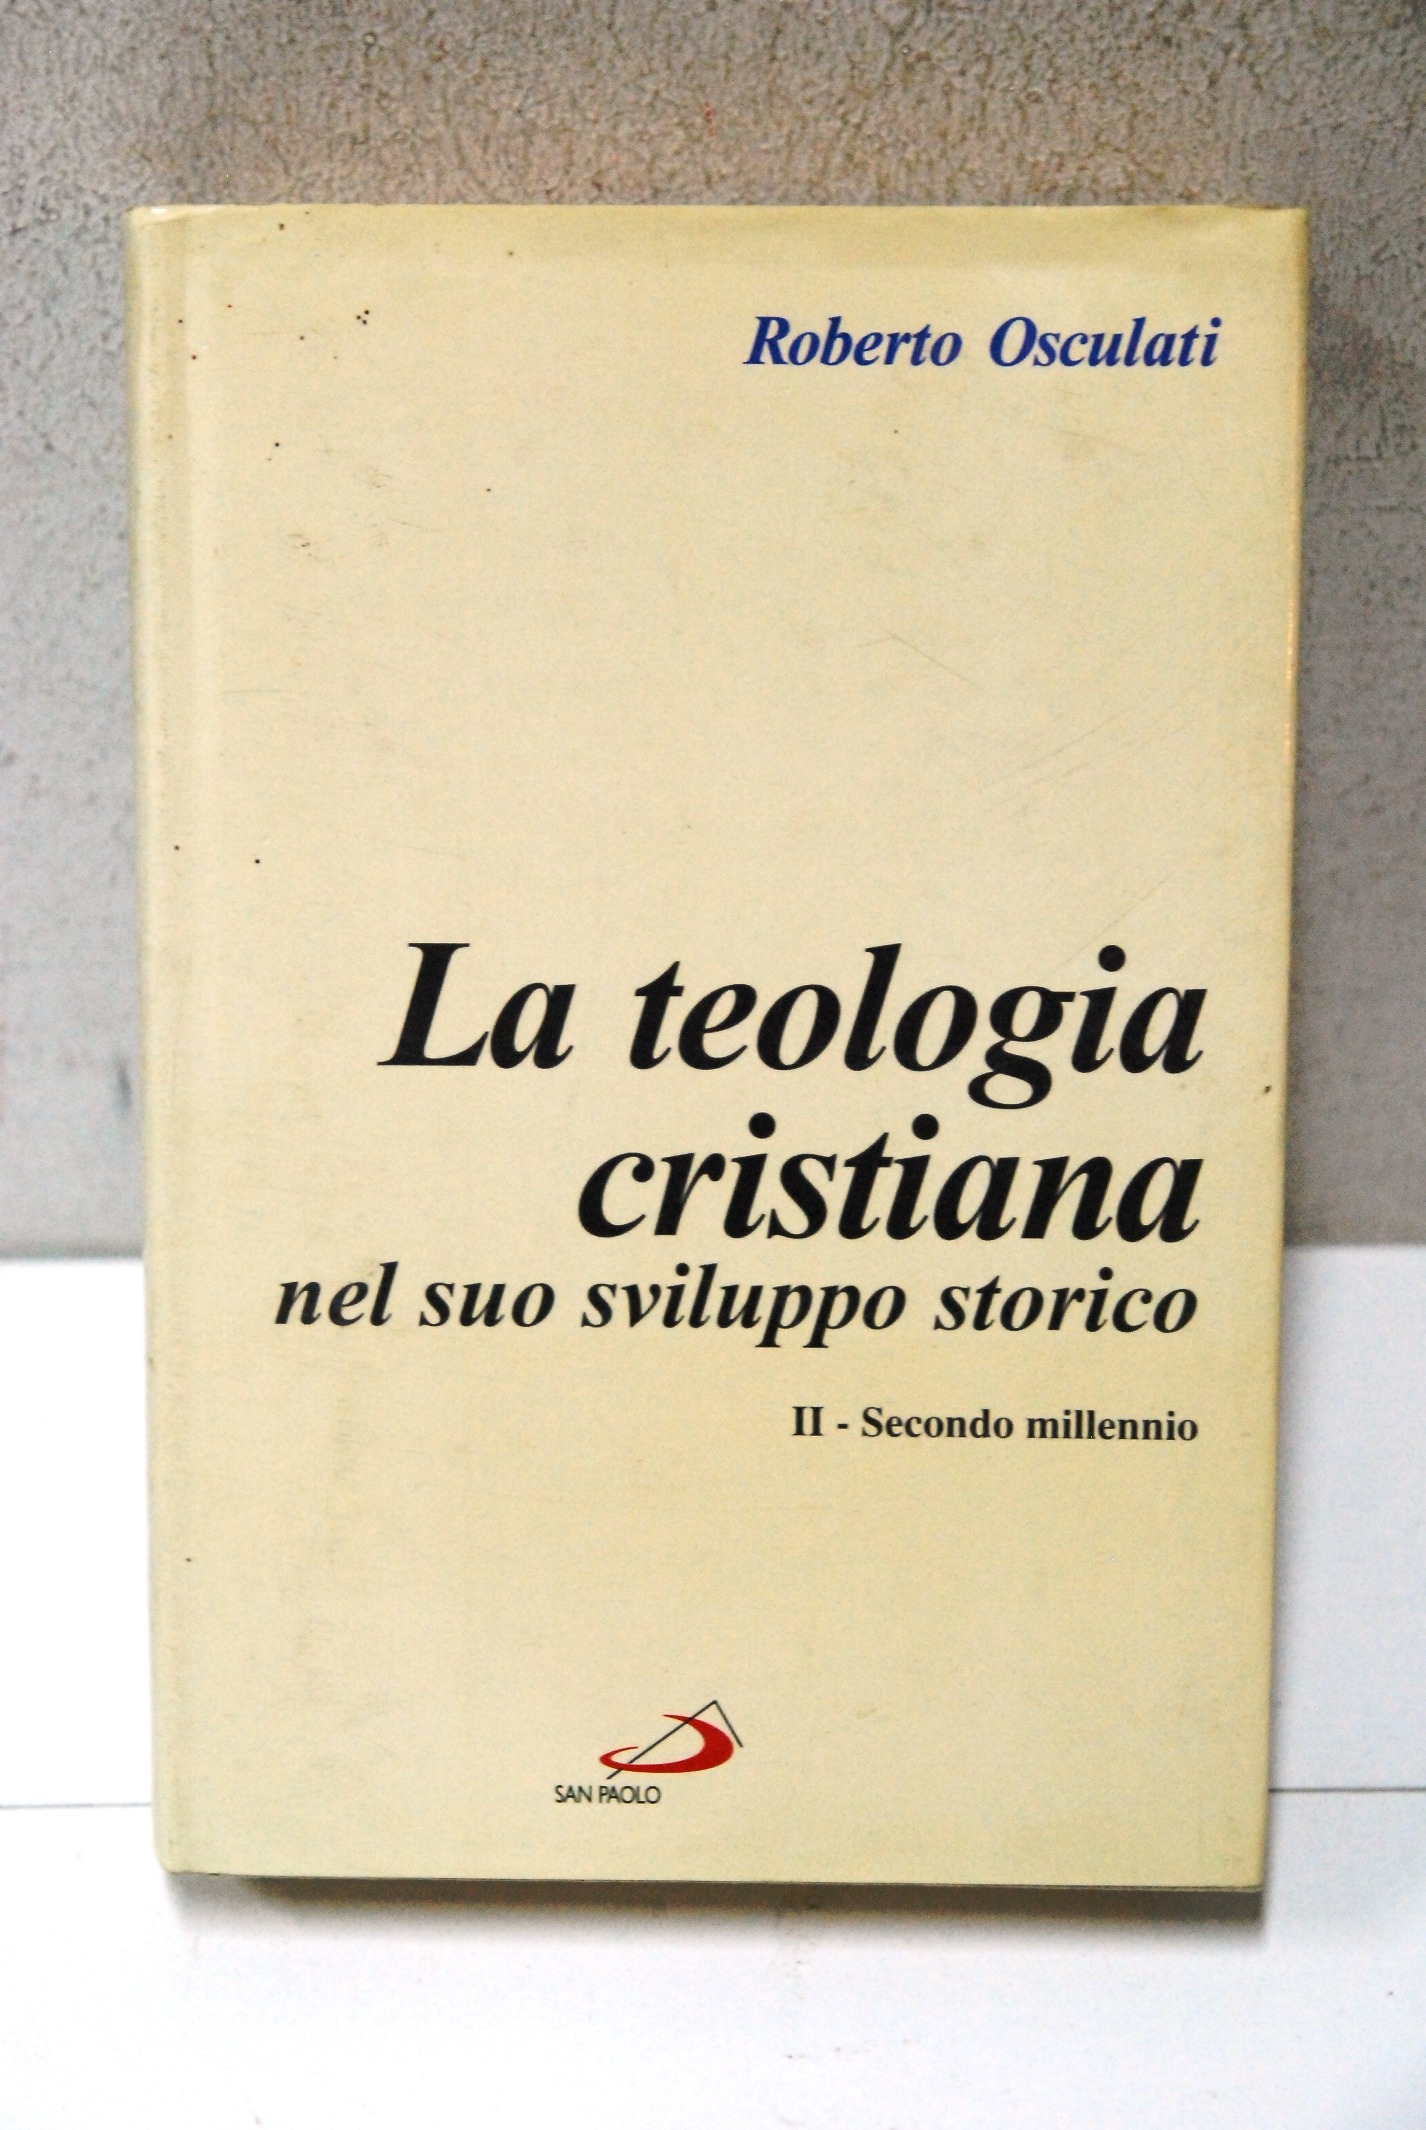 Roberto Osculati
La teologia
cristiana
nel suo sviluppo storico
II - Secondo millennio
SAN PAOLO